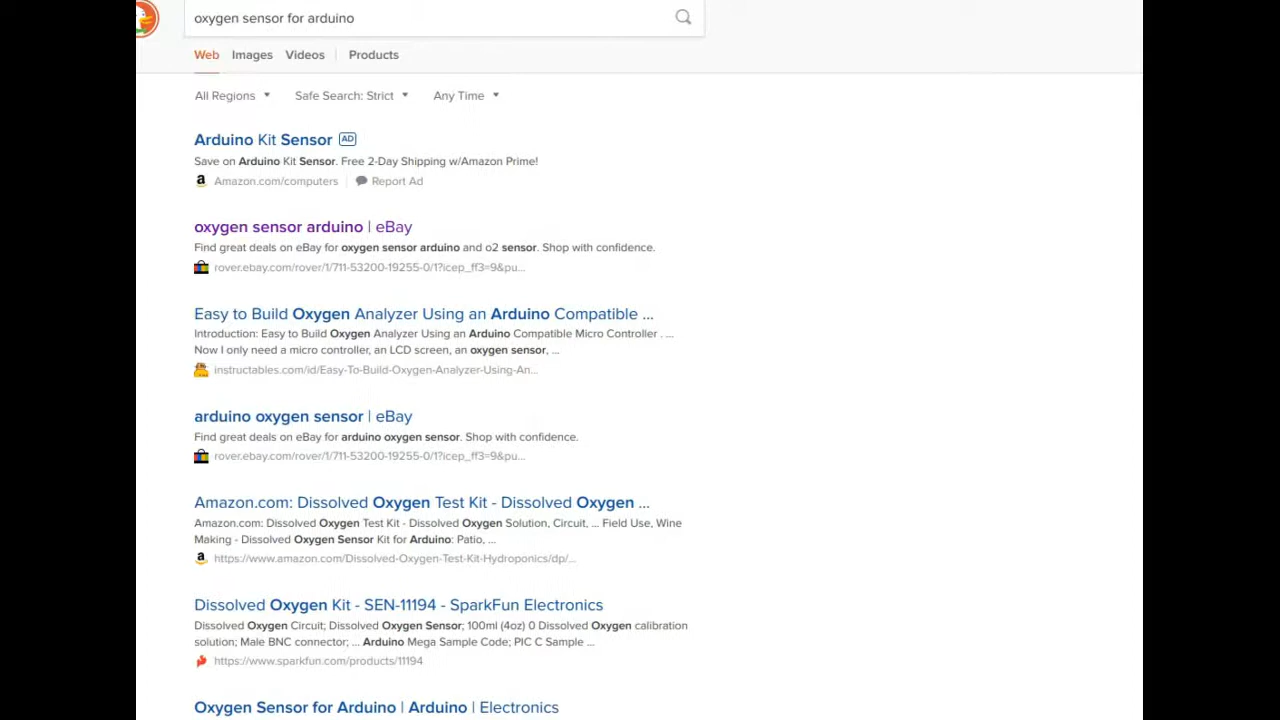 oxygen sensor for arduino
Web Images Videos Products
All Regions Safe Search: Strict Any Time
Arduino Kit Sensor AD
Save on Arduino Kit Sensor. Free 2-Day Shipping w/Amazon Prime!
Amazon.com/computers Report Ad
oxygen sensor arduino | eBay
Find great deals on eBay for oxygen sensor arduino and o2 sensor. Shop with confidence.
rover.ebay.com/rover/1/711-53200-19255-0/1?icep_ff3=9&pu...
Easy to Build Oxygen Analyzer Using an Arduino Compatible ...
Introduction: Easy to Build Oxygen Analyzer Using an Arduino Compatible Micro Controller . ...
Now I only need a micro controller, an LCD screen, an oxygen sensor, ...
instructables.com/id/Easy-To-Build-Oxygen-Analyzer-Using-An...
arduino oxygen sensor | eBay
Find great deals on eBay for arduino oxygen sensor. Shop with confidence.
rover.ebay.com/rover/1/711-53200-19255-0/1?icep_ff3=9&pu...
Amazon.com: Dissolved Oxygen Test Kit - Dissolved Oxygen ...
Amazon.com: Dissolved Oxygen Test Kit - Dissolved Oxygen Solution, Circuit, ... Field Use, Wine
Making - Dissolved Oxygen Sensor Kit for Arduino: Patio, ...
https://www.amazon.com/Dissolved-Oxygen-Test-Kit-Hydroponics/dp/...
Dissolved Oxygen Kit - SEN-11194 - SparkFun Electronics
Dissolved Oxygen Circuit; Dissolved Oxygen Sensor; 100ml (4oz) 0 Dissolved Oxygen calibration
solution; Male BNC connector; ... Arduino Mega Sample Code; PIC C Sample ...
https://www.sparkfun.com/products/11194
Oxygen Sensor for Arduino | Arduino | Electronics